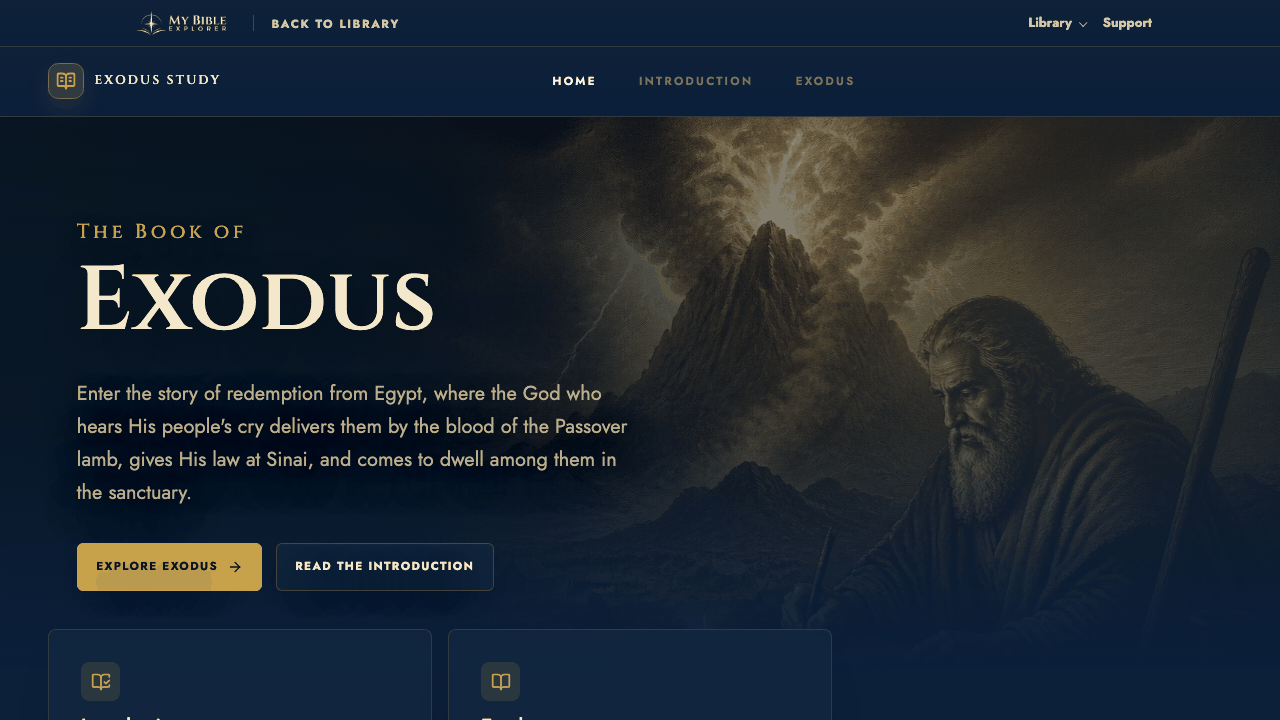 MY BIBLE
EXPLORER
BACK TO LIBRARY
Library
Support
EXODUS STUDY
HOME
INTRODUCTION
EXODUS
THE BOOK OF
EXODUS
Enter the story of redemption from Egypt, where the God who
hears His people's cry delivers them by the blood of the Passover
lamb, gives His law at Sinai, and comes to dwell among them in
the sanctuary.
EXPLORE EXODUS →
READ THE INTRODUCTION